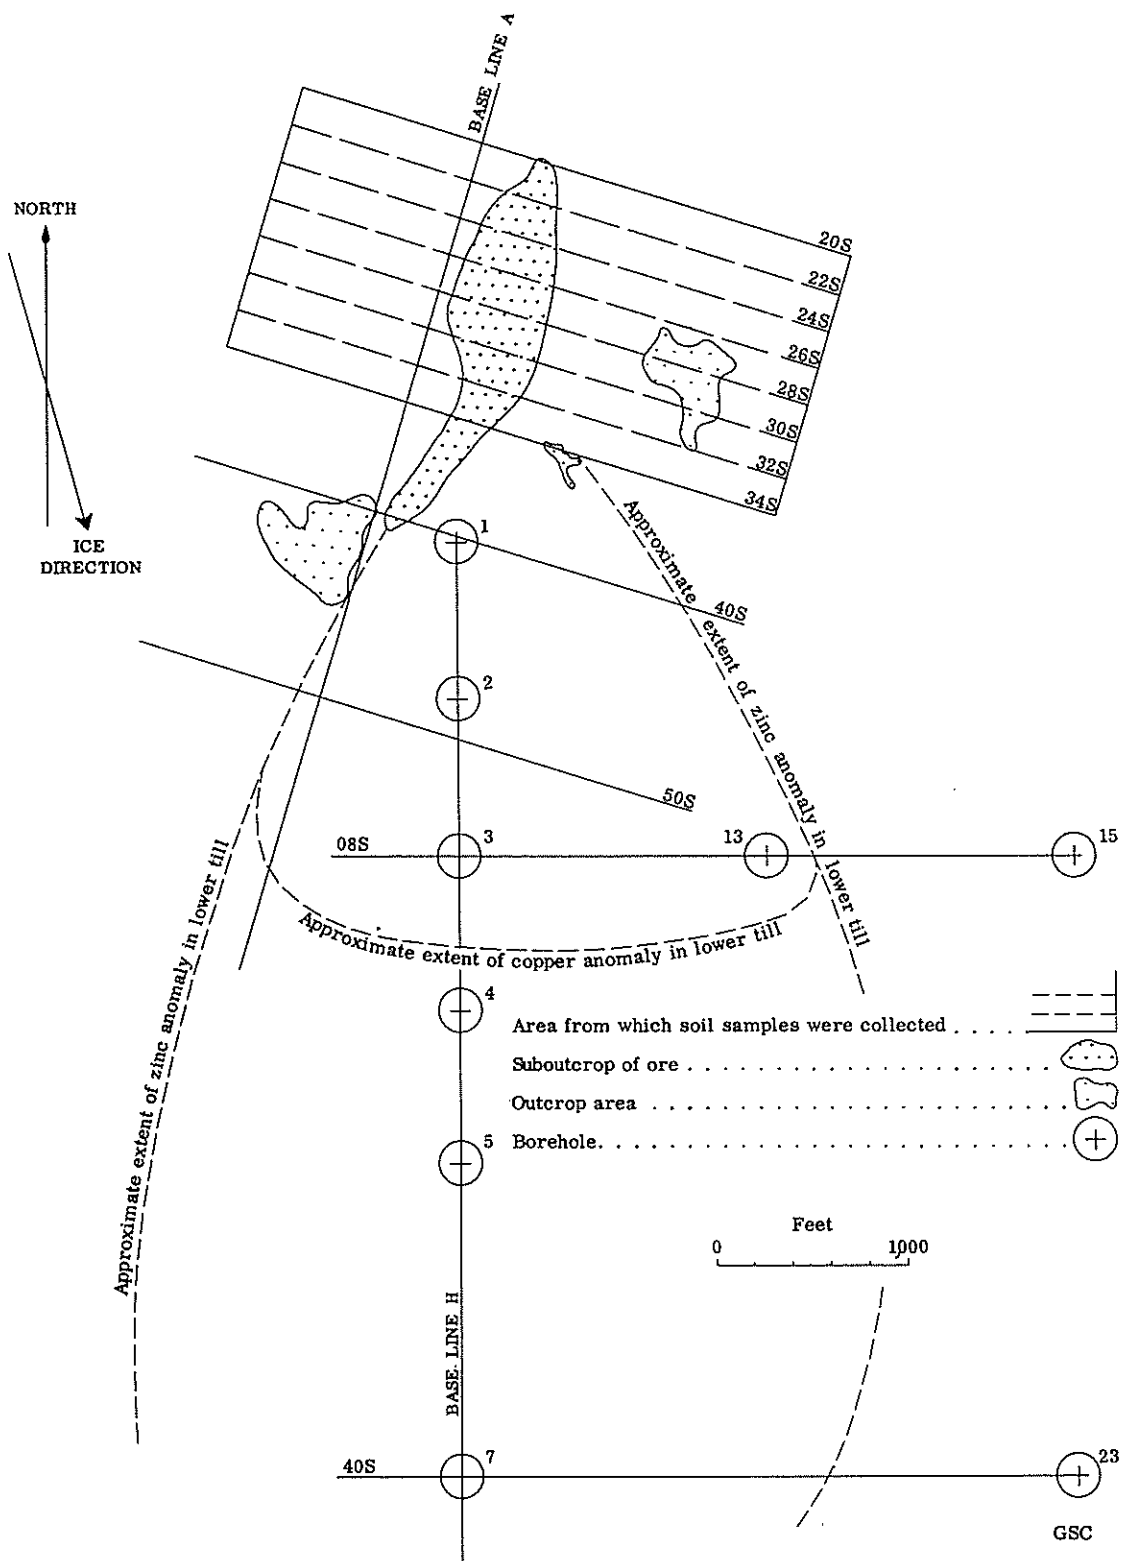 BASE LINE A
NORTH
20S
22S
24S
26S
28S
30S
32S
34S
ICE
DIRECTION
1
40S
Approximate extent of zinc anomaly in lower till
2
50S
08S
3
13
15
Approximate extent of copper anomaly in lower till
Approximate extent of zinc anomaly in lower till
4
Area from which soil samples were collected . . . . .
Suboutcrop of ore . . . . . . . . . . . . . . . . . . . . . .
Outcrop area . . . . . . . . . . . . . . . . . . . . . . . . .
5
Borehole. . . . . . . . . . . . . . . . . . . . . . . . . . .
Feet
0 1000
BASE LINE H
7
40S
23
GSC